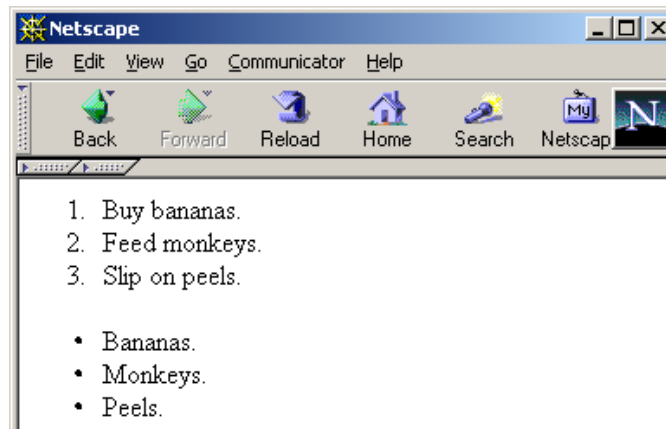 Netscape
File Edit View Go Communicator Help
My N
Back Forward Reload Home Search Netscap
1. Buy bananas.
2. Feed monkeys.
3. Slip on peels.
• Bananas.
• Monkeys.
• Peels.